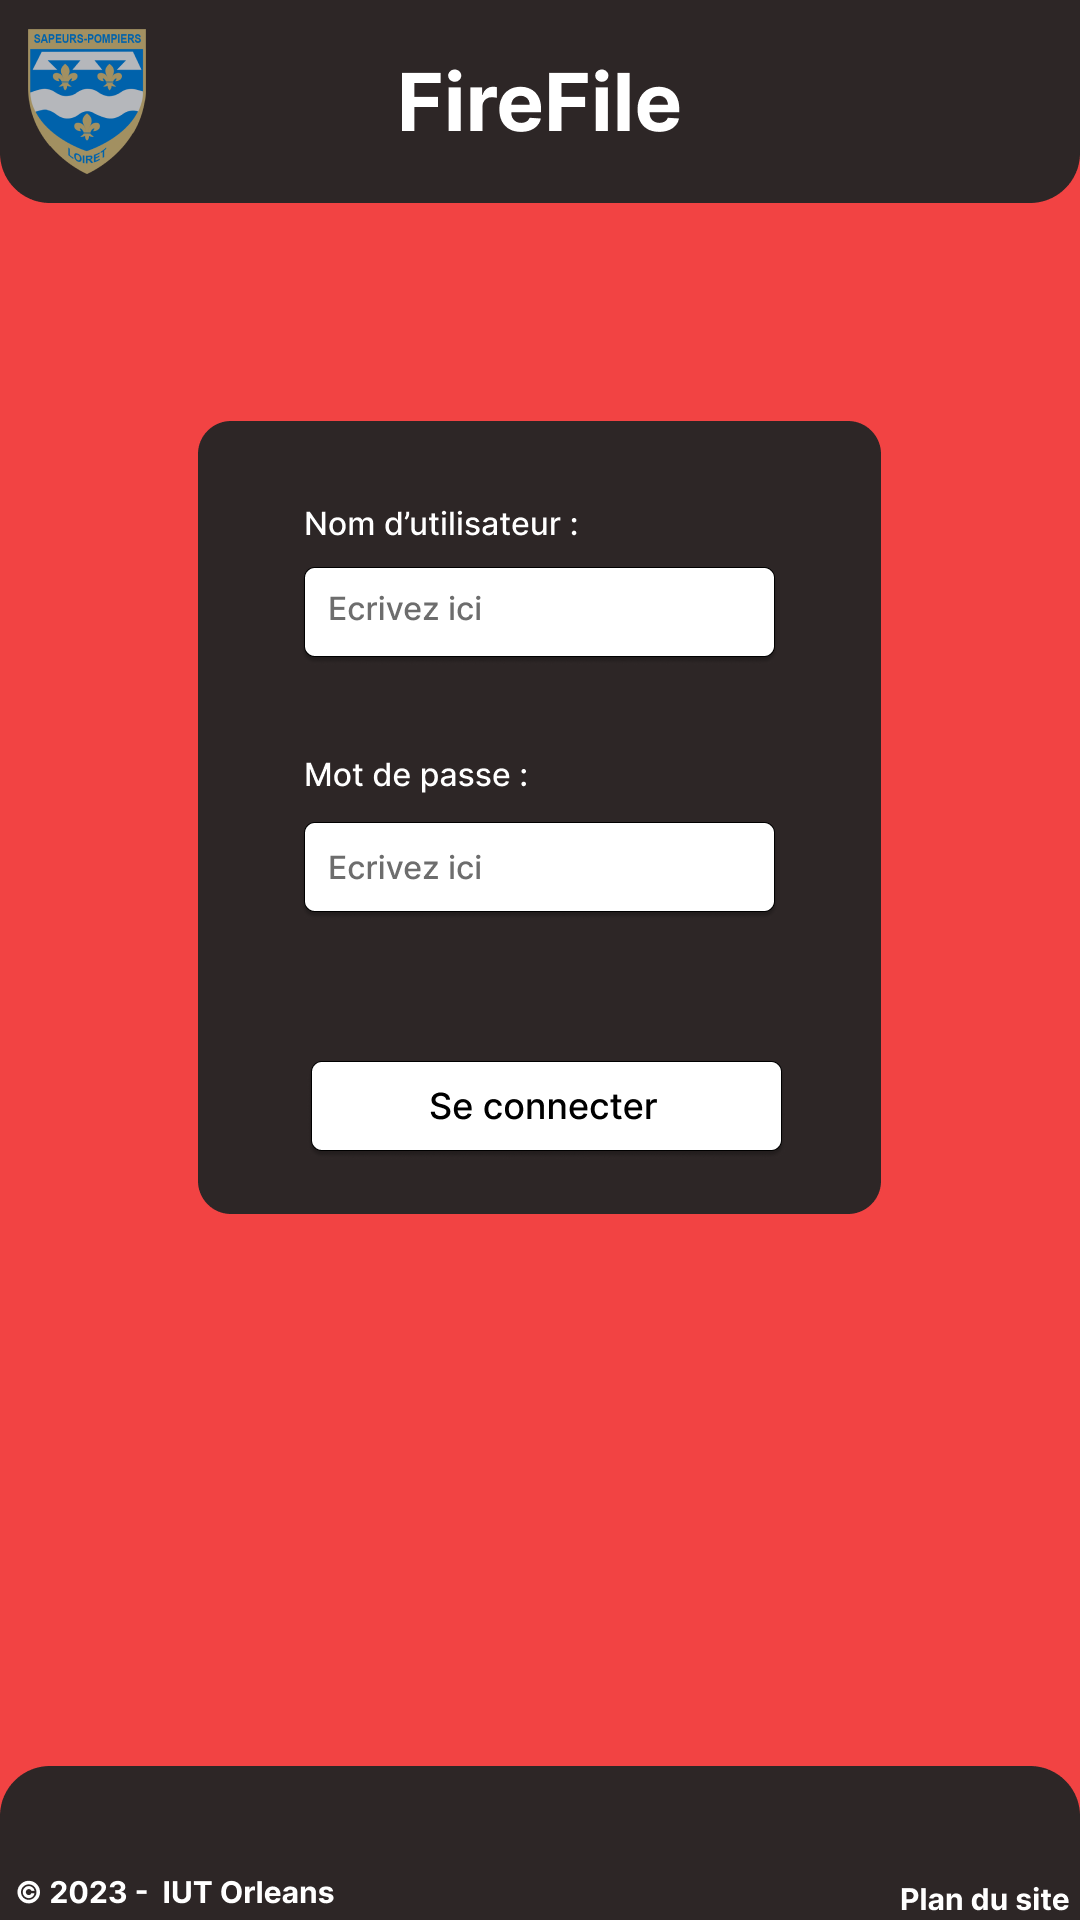 SAPEURS-POMPIERS
LOIRET
FireFile
Nom d’utilisateur :
Ecrivez ici
Mot de passe :
Ecrivez ici
Se connecter
© 2023 -  IUT Orleans
Plan du site